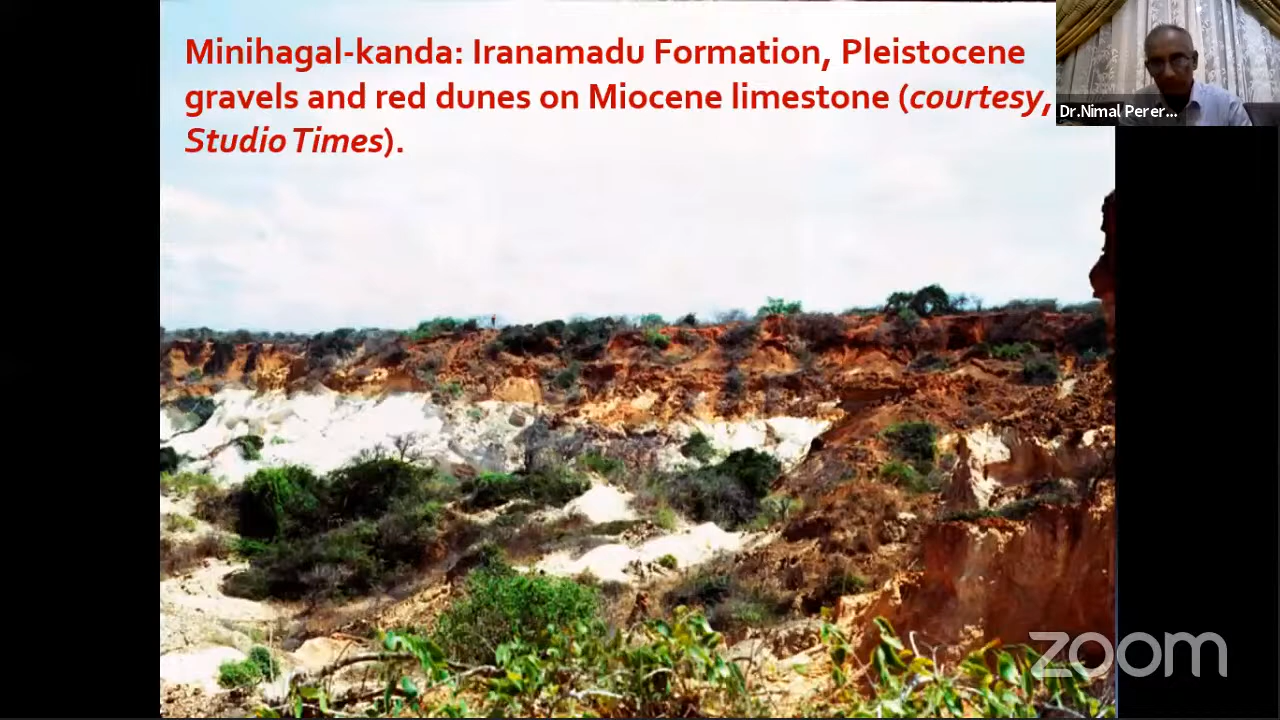 Minihagal-kanda: Iranamadu Formation, Pleistocene
gravels and red dunes on Miocene limestone (courtesy,
Studio Times).
Dr.Nimal Perer...
zoom